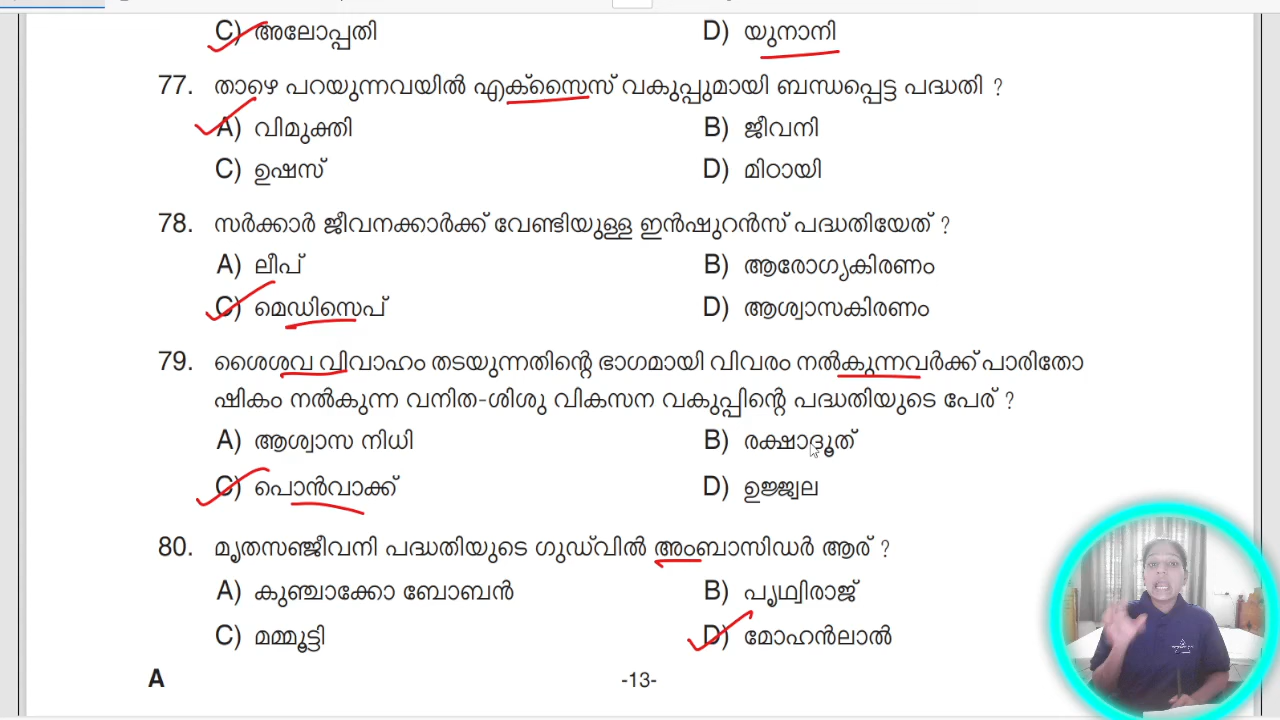 C) അലോപ്പതി D) യുനാനി
77. താഴെ പറയുന്നവയിൽ എക്സൈസ് വകുപ്പുമായി ബന്ധപ്പെട്ട പദ്ധതി ?
A) വിമുക്തി B) ജീവനി
C) ഉഷസ് D) മിഠായി
78. സർക്കാർ ജീവനക്കാർക്ക് വേണ്ടിയുള്ള ഇൻഷുറൻസ് പദ്ധതിയേത് ?
A) ലീപ് B) ആരോഗ്യകിരണം
C) മെഡിസെപ് D) ആശ്വാസകിരണം
79. ശൈശവ വിവാഹം തടയുന്നതിന്റെ ഭാഗമായി വിവരം നൽകുന്നവർക്ക് പാരിതോ
ഷികം നൽകുന്ന വനിത-ശിശു വികസന വകുപ്പിന്റെ പദ്ധതിയുടെ പേര് ?
A) ആശ്വാസ നിധി B) രക്ഷാദൂത്
C) പൊൻവാക്ക് D) ഉജ്ജ്വല
80. മൃതസഞ്ജീവനി പദ്ധതിയുടെ ഗുഡ്‌വിൽ അംബാസിഡർ ആര് ?
A) കുഞ്ചാക്കോ ബോബൻ B) പൃഥ്വിരാജ്
C) മമ്മൂട്ടി D) മോഹൻലാൽ
A -13-